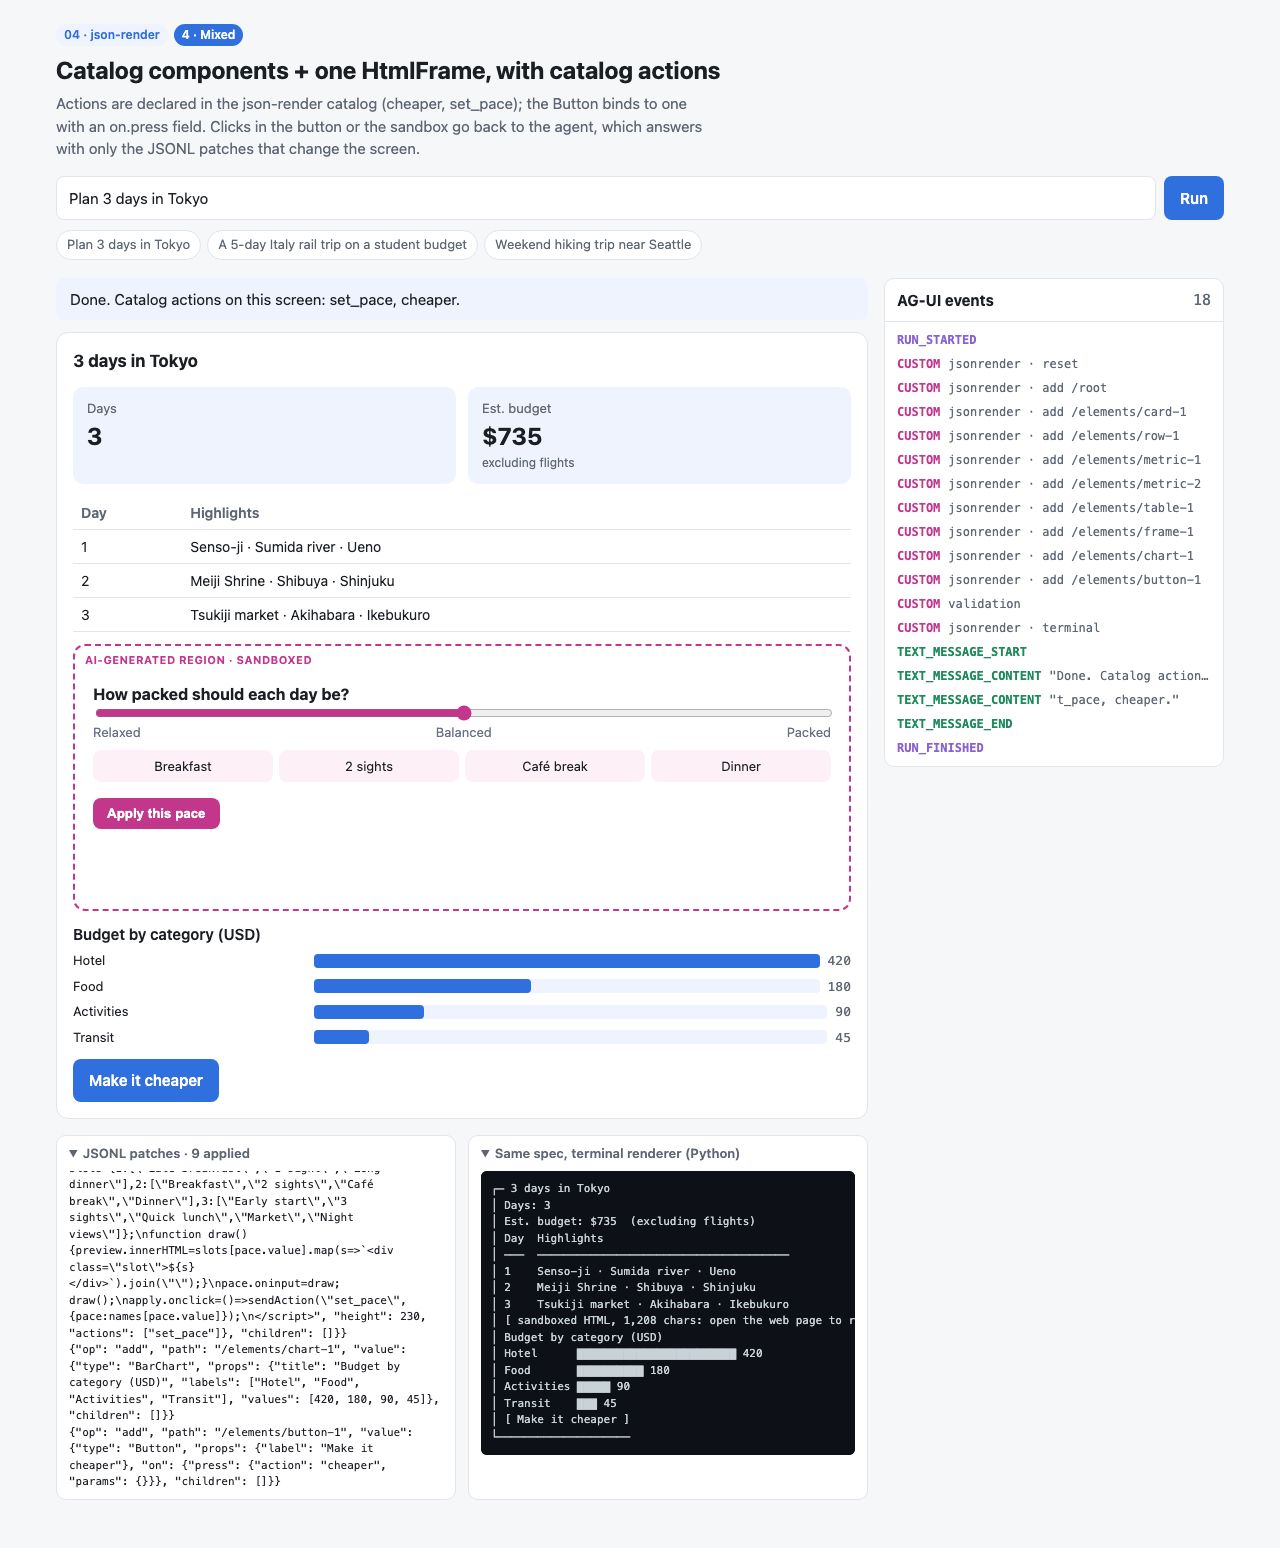 04 · json-render
4 · Mixed
Catalog components + one HtmlFrame, with catalog actions
Actions are declared in the json-render catalog (cheaper, set_pace); the Button binds to one
with an on.press field. Clicks in the button or the sandbox go back to the agent, which answers
with only the JSONL patches that change the screen.
Plan 3 days in Tokyo
Run
Plan 3 days in Tokyo
A 5-day Italy rail trip on a student budget
Weekend hiking trip near Seattle
Done. Catalog actions on this screen: set_pace, cheaper.
3 days in Tokyo
Days
3
Est. budget
$735
excluding flights
Day Highlights
1 Senso-ji · Sumida river · Ueno
2 Meiji Shrine · Shibuya · Shinjuku
3 Tsukiji market · Akihabara · Ikebukuro
AI-GENERATED REGION · SANDBOXED
How packed should each day be?
Relaxed Balanced Packed
Breakfast 2 sights Café break Dinner
Apply this pace
Budget by category (USD)
Hotel 420
Food 180
Activities 90
Transit 45
Make it cheaper
AG-UI events 18
RUN_STARTED
CUSTOM jsonrender · reset
CUSTOM jsonrender · add /root
CUSTOM jsonrender · add /elements/card-1
CUSTOM jsonrender · add /elements/row-1
CUSTOM jsonrender · add /elements/metric-1
CUSTOM jsonrender · add /elements/metric-2
CUSTOM jsonrender · add /elements/table-1
CUSTOM jsonrender · add /elements/frame-1
CUSTOM jsonrender · add /elements/chart-1
CUSTOM jsonrender · add /elements/button-1
CUSTOM validation
CUSTOM jsonrender · terminal
TEXT_MESSAGE_START
TEXT_MESSAGE_CONTENT "Done. Catalog action…
TEXT_MESSAGE_CONTENT "t_pace, cheaper."
TEXT_MESSAGE_END
RUN_FINISHED
▼ JSONL patches · 9 applied
dinner\"],2:[\"Breakfast\",\"2 sights\",\"Café
break\",\"Dinner\"],3:[\"Early start\",\"3
sights\",\"Quick lunch\",\"Market\",\"Night
views\"]};\nfunction draw()
{preview.innerHTML=slots[pace.value].map(s=>`<div
class=\"slot\">${s}
</div>`).join(\"\");}\npace.oninput=draw;
draw();\napply.onclick=()=>sendAction(\"set_pace\",
{pace:names[pace.value]});\n</script>", "height": 230,
"actions": ["set_pace"]}, "children": []}}
{"op": "add", "path": "/elements/chart-1", "value":
{"type": "BarChart", "props": {"title": "Budget by
category (USD)", "labels": ["Hotel", "Food",
"Activities", "Transit"], "values": [420, 180, 90, 45]},
"children": []}}
{"op": "add", "path": "/elements/button-1", "value":
{"type": "Button", "props": {"label": "Make it
cheaper"}, "on": {"press": {"action": "cheaper",
"params": {}}}, "children": []}}
▼ Same spec, terminal renderer (Python)
3 days in Tokyo
Days: 3
Est. budget: $735 (excluding flights)
Day Highlights
1 Senso-ji · Sumida river · Ueno
2 Meiji Shrine · Shibuya · Shinjuku
3 Tsukiji market · Akihabara · Ikebukuro
[ sandboxed HTML, 1,208 chars: open the web page to
Budget by category (USD)
Hotel 420
Food 180
Activities 90
Transit 45
[ Make it cheaper ]